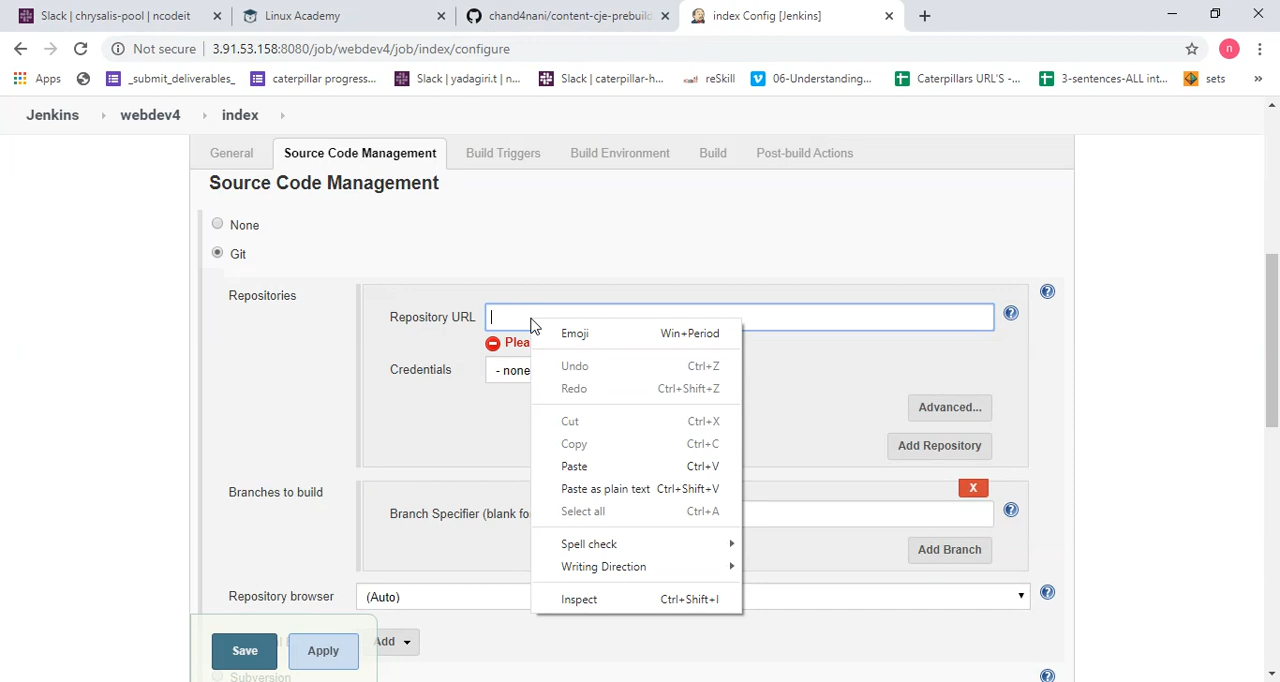 Slack | chrysalis-pool | ncodeit
Linux Academy
chand4nani/content-cje-prebuild
index Config [Jenkins]
Not secure | 3.91.53.158:8080/job/webdev4/job/index/configure
n
Apps
_submit_deliverables_
caterpillar progress...
Slack | yadagiri.t | n...
Slack | caterpillar-h...
reSkill
06-Understanding...
Caterpillars URL'S -...
3-sentences-ALL int...
sets
»
Jenkins
webdev4
index
General
Source Code Management
Build Triggers
Build Environment
Build
Post-build Actions
Source Code Management
None
Git
Repositories
Repository URL
Emoji Win+Period
Plea
Undo Ctrl+Z
Credentials
- none
Redo Ctrl+Shift+Z
Advanced...
Cut Ctrl+X
Copy Ctrl+C
Add Repository
Paste Ctrl+V
Paste as plain text Ctrl+Shift+V
Branches to build
X
Select all Ctrl+A
Branch Specifier (blank fo
Spell check
Add Branch
Writing Direction
Repository browser
(Auto)
Inspect Ctrl+Shift+I
Add
Save
Apply
Subversion